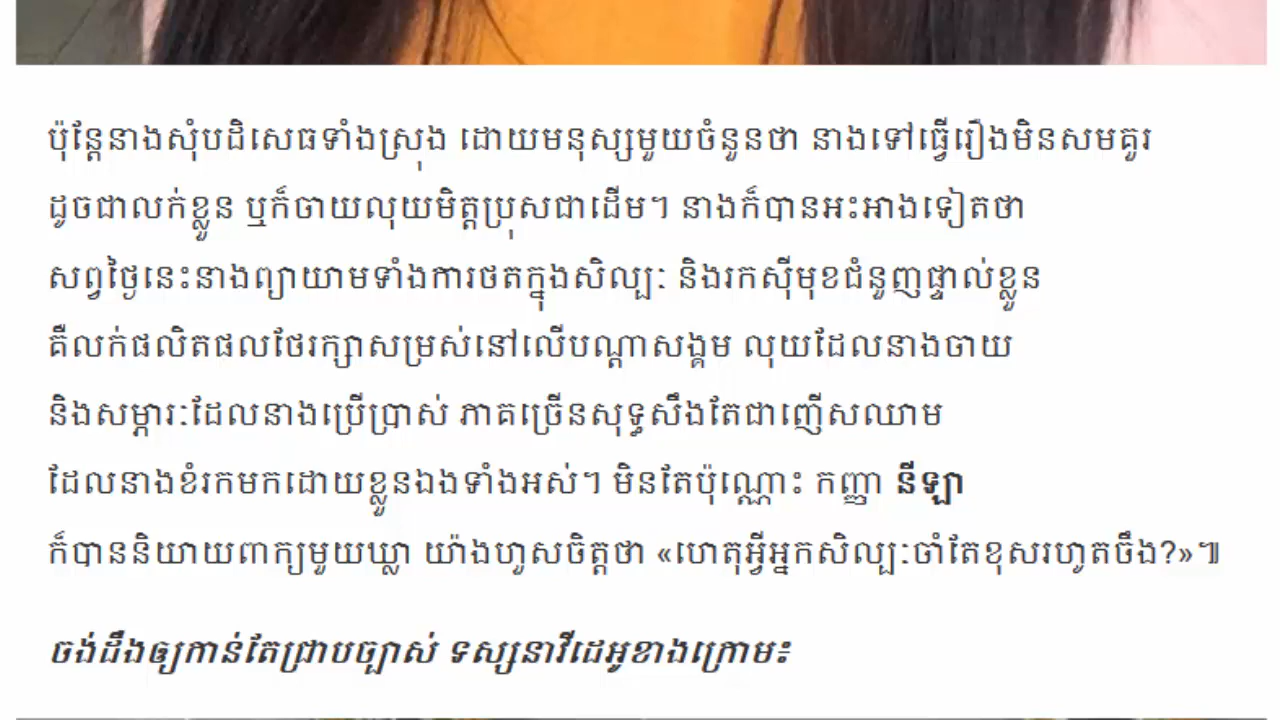 ប៉ុន្តែនាងសុំបដិសេធទាំងស្រុង ដោយមនុស្សមួយចំនួនថា នាងទៅធ្វើរឿងមិនសមគួរ
ដូចជាលក់ខ្លួន ឬក៏ចាយលុយមិត្តប្រុសជាដើម។ នាងក៏បានអះអាងទៀតថា
សព្វថ្ងៃនេះនាងព្យាយាមទាំងការថតក្នុងសិល្បៈ និងរកស៊ីមុខជំនួញផ្ទាល់ខ្លួន
គឺលក់ផលិតផលថែរក្សាសម្រស់នៅលើបណ្តាសង្គម លុយដែលនាងចាយ
និងសម្ភារៈដែលនាងប្រើប្រាស់ ភាគច្រើនសុទ្ធសឹងតែជាញើសឈាម
ដែលនាងខំរកមកដោយខ្លួនឯងទាំងអស់។ មិនតែប៉ុណ្ណោះ កញ្ញា នីឡា
ក៏បាននិយាយពាក្យមួយឃ្លា យ៉ាងហួសចិត្តថា «ហេតុអ្វីអ្នកសិល្បៈចាំតែខុសរហូតចឹង?»៕
ចង់ដឹងឲ្យកាន់តែជ្រាបច្បាស់ ទស្សនាវីដេអូខាងក្រោម៖